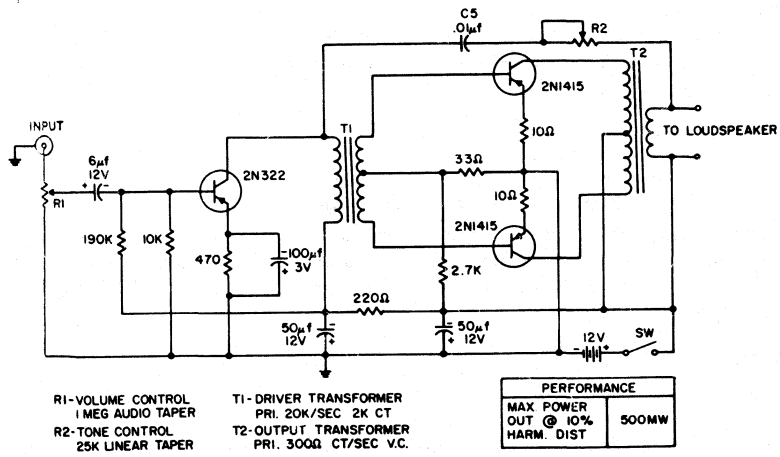 C5
.01µf
R2
T2
2N1415
INPUT
T1
10Ω
TO LOUDSPEAKER
6µf
12V
+ -
2N322
33Ω
R1
10Ω
2N1415
190K
10K
470
-100µf
+ 3V
2.7K
220Ω
50µf -
12V +
- 50µf
+ 12V
12V
- +
SW
R1-VOLUME CONTROL
1 MEG AUDIO TAPER
R2-TONE CONTROL
25K LINEAR TAPER
T1-DRIVER TRANSFORMER
PRI. 20K/SEC 2K CT
T2-OUTPUT TRANSFORMER
PRI. 300Ω CT/SEC V.C.
PERFORMANCE
MAX. POWER
OUT @ 10%
HARM. DIST
500MW